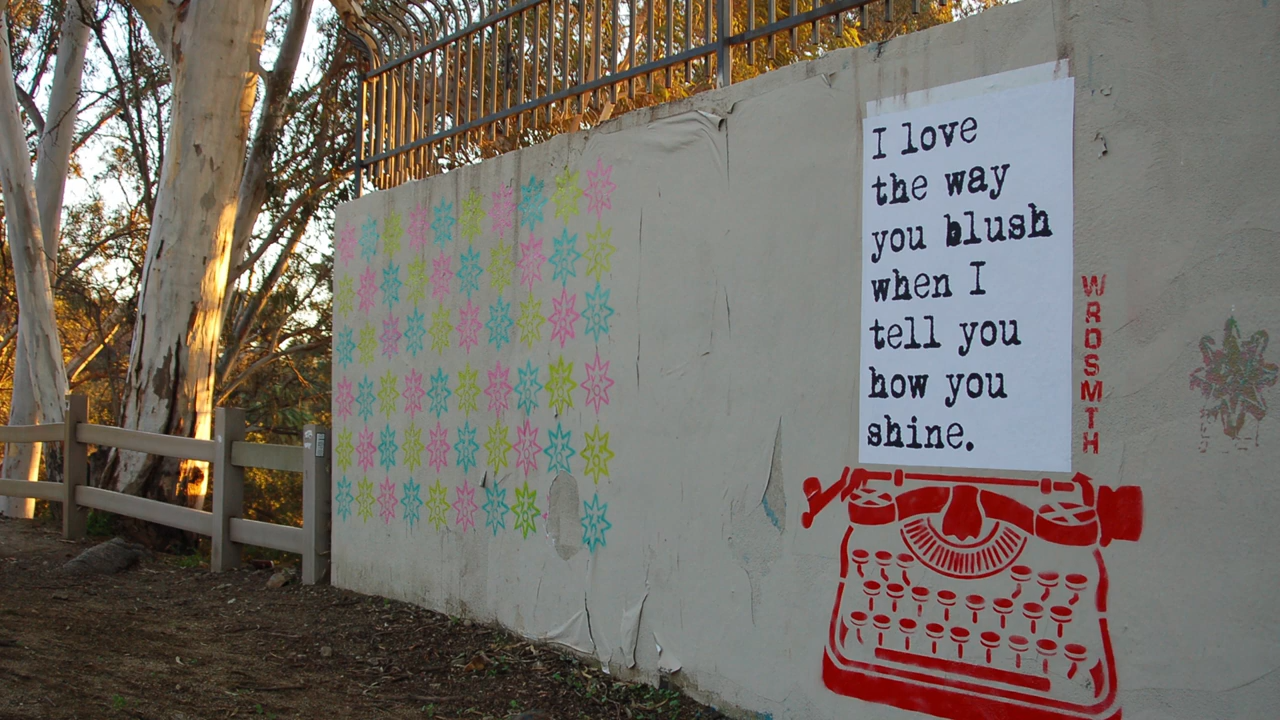 I love
the way
you blush
when I
tell you
how you
shine.
WRDSMTH